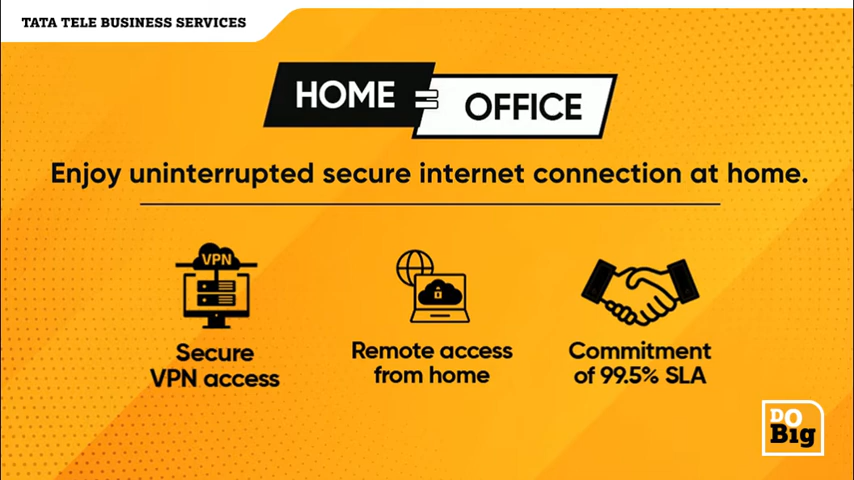 TATA TELE BUSINESS SERVICES
HOME = OFFICE
Enjoy uninterrupted secure internet connection at home.
VPN
Secure
VPN access
Remote access
from home
Commitment
of 99.5% SLA
DO
Big